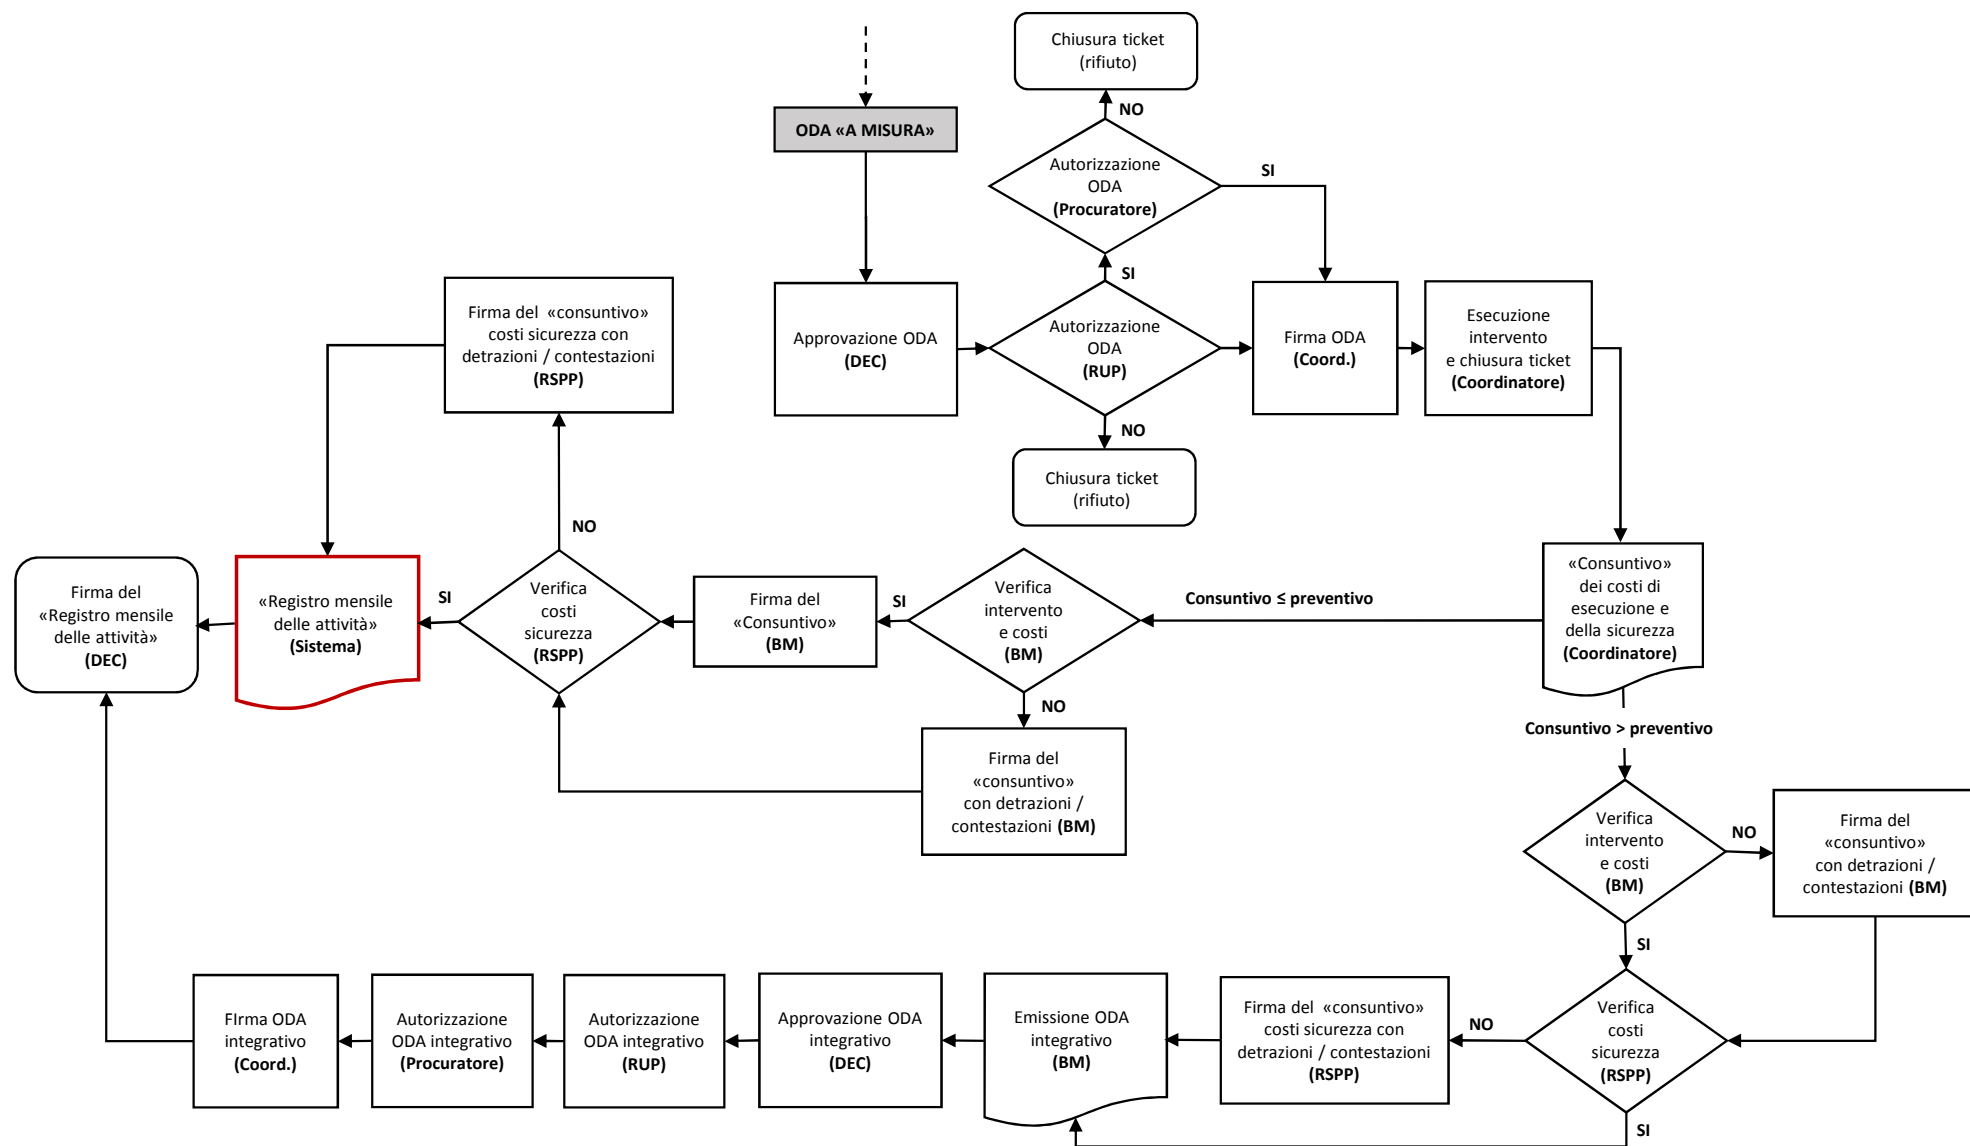 Chiusura ticket
(rifiuto)
NO
ODA «A MISURA»
Autorizzazione
ODA
(Procuratore)
SI
SI
Approvazione ODA
(DEC)
Autorizzazione
ODA
(RUP)
Firma ODA
(Coord.)
Esecuzione
intervento
e chiusura ticket
(Coordinatore)
NO
Chiusura ticket
(rifiuto)
Firma del «consuntivo»
costi sicurezza con
detrazioni / contestazioni
(RSPP)
NO
Firma del
«Registro mensile
delle attività»
(DEC)
«Registro mensile
delle attività»
(Sistema)
SI
Verifica
costi
sicurezza
(RSPP)
Firma del
«Consuntivo»
(BM)
SI
Verifica
intervento
e costi
(BM)
Consuntivo ≤ preventivo
«Consuntivo»
dei costi di
esecuzione e
della sicurezza
(Coordinatore)
NO
Firma del
«consuntivo»
con detrazioni /
contestazioni (BM)
Consuntivo > preventivo
Verifica
intervento
e costi
(BM)
NO
Firma del
«consuntivo»
con detrazioni /
contestazioni (BM)
SI
FIrma ODA
integrativo
(Coord.)
Autorizzazione
ODA integrativo
(Procuratore)
Autorizzazione
ODA integrativo
(RUP)
Approvazione ODA
integrativo
(DEC)
Emissione ODA
integrativo
(BM)
Firma del «consuntivo»
costi sicurezza con
detrazioni / contestazioni
(RSPP)
NO
Verifica
costi
sicurezza
(RSPP)
SI